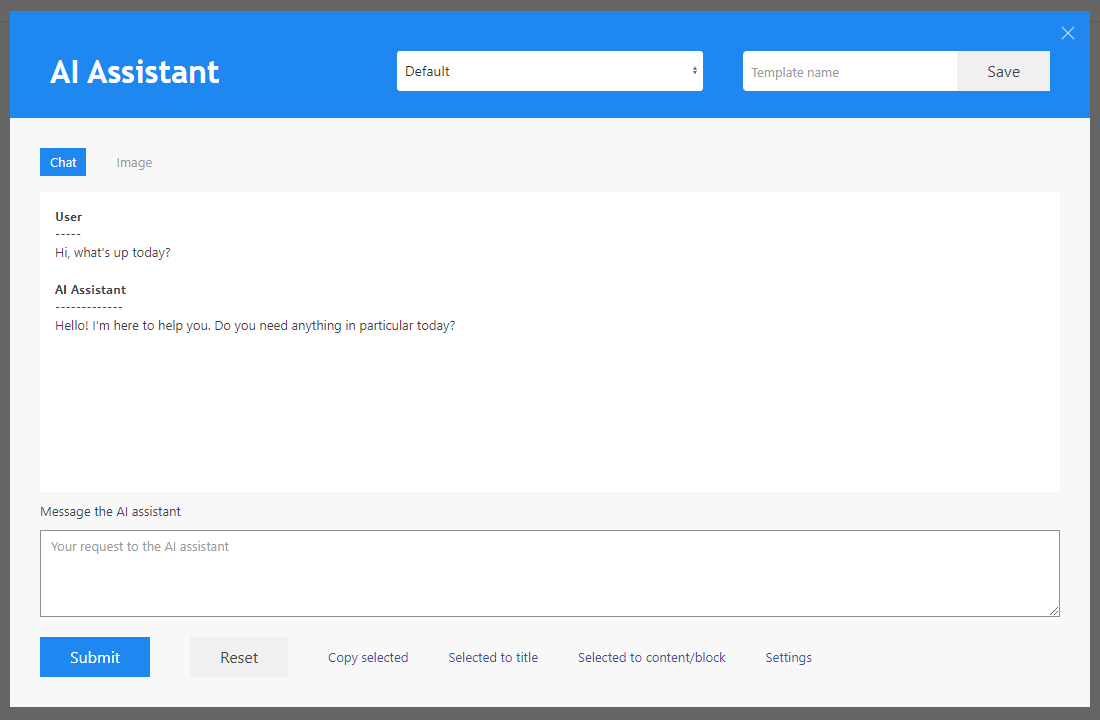 AI Assistant
Default
Template name
Save
Chat
Image
User
-----
Hi, what's up today?
AI Assistant
-------------
Hello! I'm here to help you. Do you need anything in particular today?
Message the AI assistant
Your request to the AI assistant
Submit
Reset
Copy selected
Selected to title
Selected to content/block
Settings